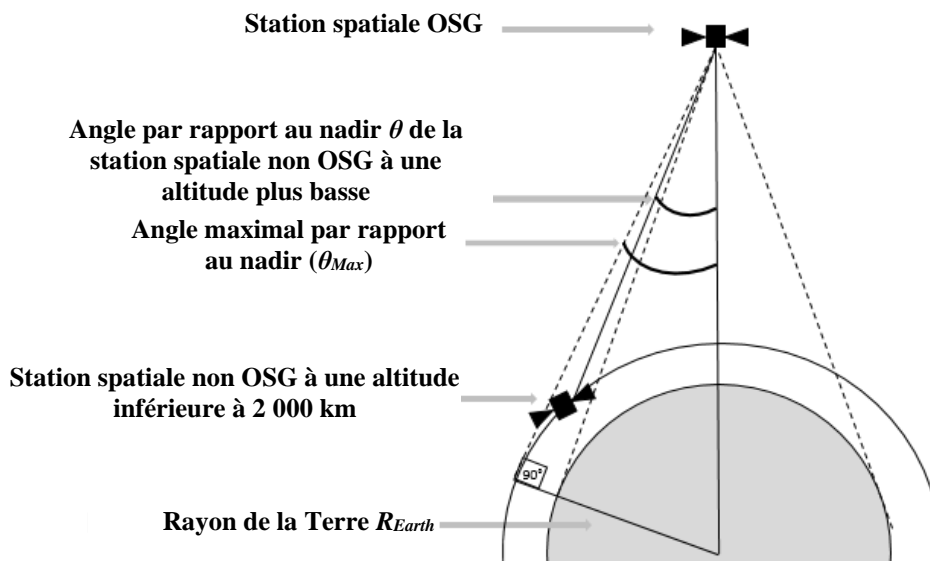 Station spatiale OSG
Angle par rapport au nadir θ de la
station spatiale non OSG à une
altitude plus basse
Angle maximal par rapport
au nadir (θMax)
Station spatiale non OSG à une altitude
inférieure à 2 000 km
90°
Rayon de la Terre REarth